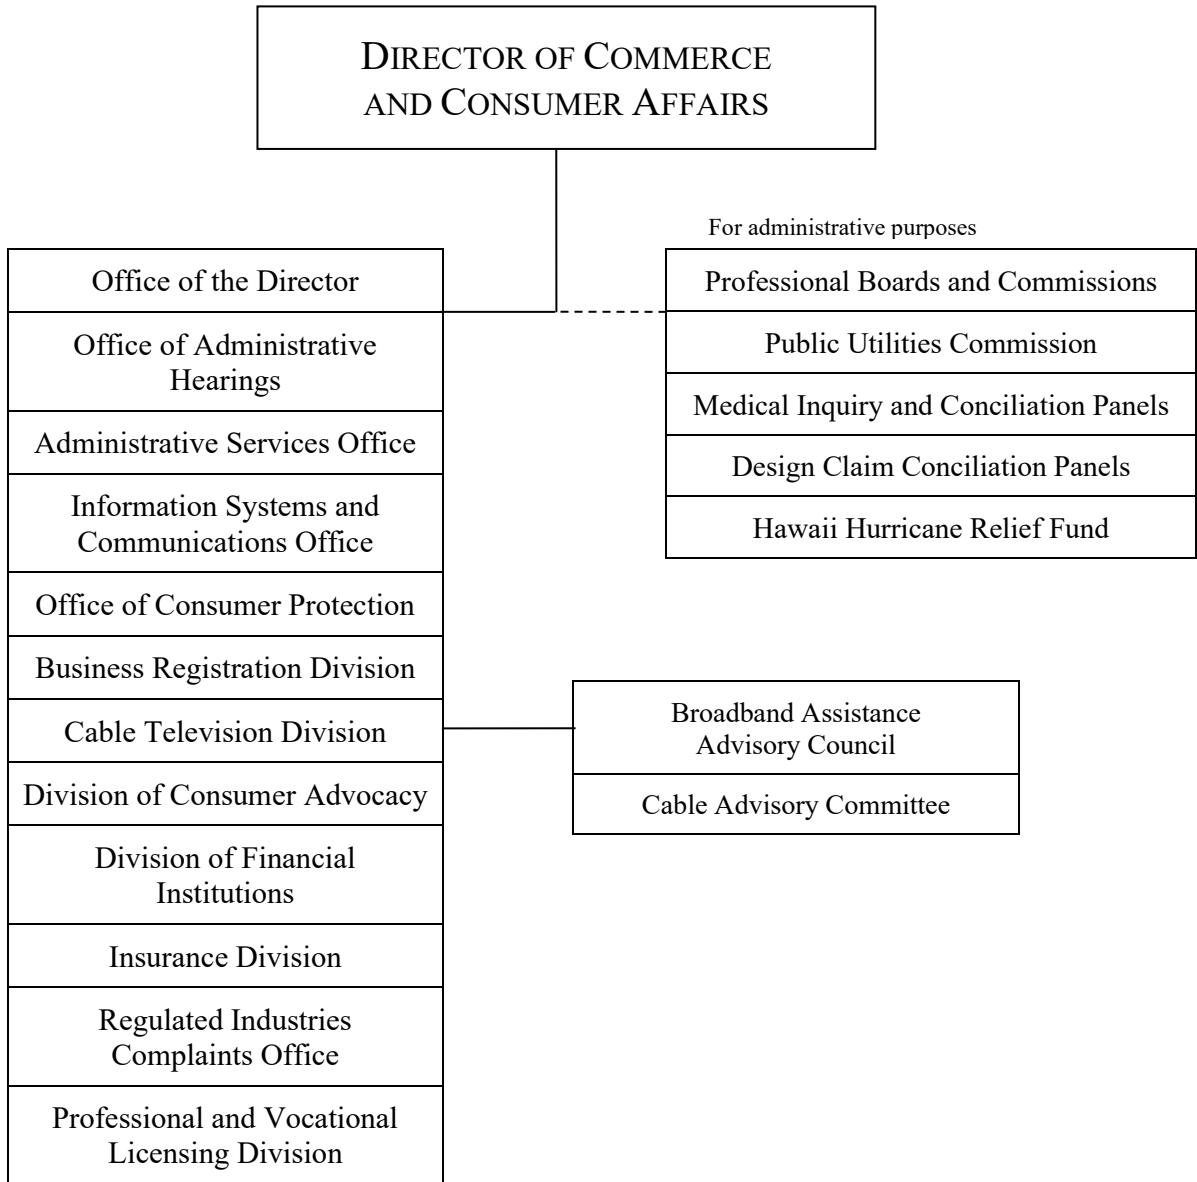 DIRECTOR OF COMMERCE
AND CONSUMER AFFAIRS
For administrative purposes
Office of the Director
Office of Administrative
Hearings
Administrative Services Office
Information Systems and
Communications Office
Office of Consumer Protection
Business Registration Division
Cable Television Division
Division of Consumer Advocacy
Division of Financial
Institutions
Insurance Division
Regulated Industries
Complaints Office
Professional and Vocational
Licensing Division
Professional Boards and Commissions
Public Utilities Commission
Medical Inquiry and Conciliation Panels
Design Claim Conciliation Panels
Hawaii Hurricane Relief Fund
Broadband Assistance
Advisory Council
Cable Advisory Committee